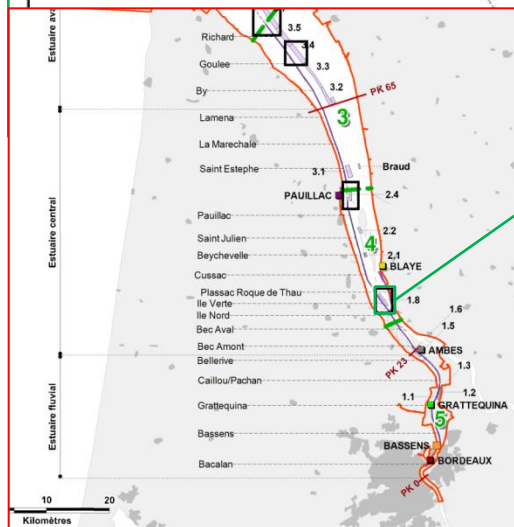 Estuaire ava
Estuaire central
Estuaire fluvial
Richard
Goulee
By
Lamena
La Marechale
Saint Estephe
PAUILLAC
Pauillac
Saint Julien
Beychevelle
Cussac
Plassac Roque de Thau
Ile Verte
Ile Nord
Bec Aval
Bec Amont
Bellerive
Caillou/Pachan
Grattequina
Bassens
Bacalan
3.5
3.4
3.3
3.2
PK 65
3
3.1
Braud
2.4
2.2
4
2.1
BLAYE
1.8
1.6
1.5
AMBES
PK 23
1.3
1.2
1.1
GRATTEQUINA
5
BASSENS
BORDEAUX
PK 0
0 10 20
Kilomètres